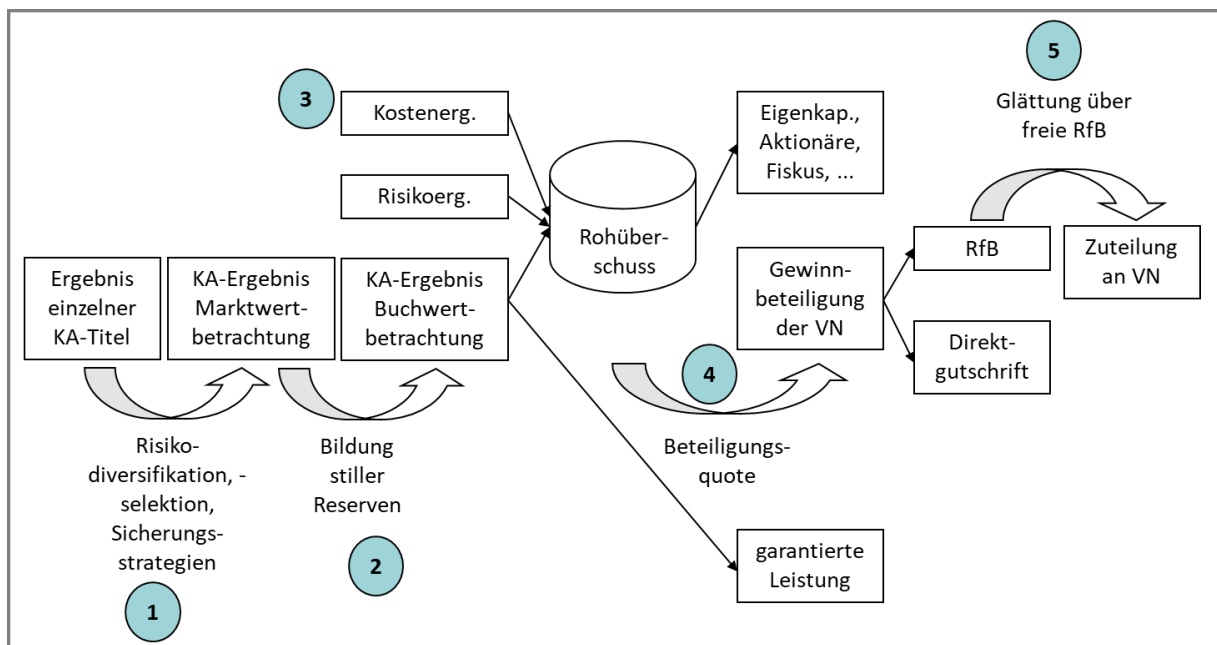 5
Glättung über
freie RfB
3
Kostenerg.
Risikoerg.
Rohüber-
schuss
Eigenkap.,
Aktionäre,
Fiskus, ...
Ergebnis
einzelner
KA-Titel
KA-Ergebnis
Marktwert-
betrachtung
KA-Ergebnis
Buchwert-
betrachtung
Gewinn-
beteiligung
der VN
RfB
Zuteilung
an VN
Direkt-
gutschrift
4
Beteiligungs-
quote
Risiko-
diversifikation, -
selektion,
Sicherungs-
strategien
1
Bildung
stiller
Reserven
2
garantierte
Leistung